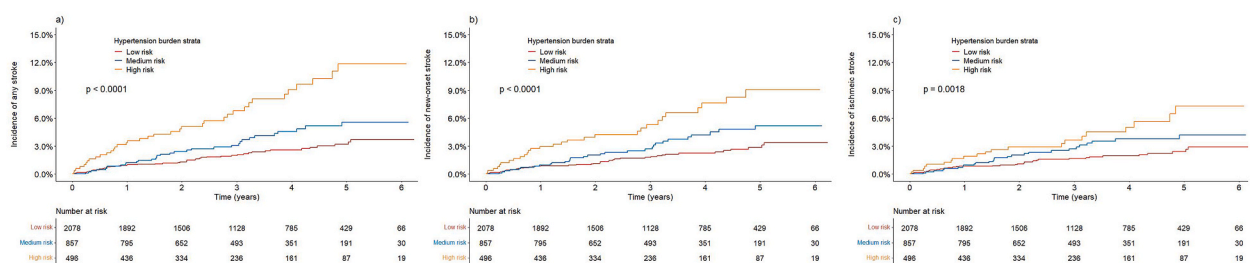 a)
Incidence of any stroke
15.0%
12.0%
9.0%
6.0%
3.0%
0.0%
Hypertension burden strata
Low risk
Medium risk
High risk
p < 0.0001
0 1 2 3 4 5 6
Time (years)
Number at risk
Low risk 2078 1892 1506 1128 785 429 66
Medium risk 857 795 652 493 351 191 30
High risk 496 436 334 236 161 87 19
b)
Incidence of new-onset stroke
15.0%
12.0%
9.0%
6.0%
3.0%
0.0%
Hypertension burden strata
Low risk
Medium risk
High risk
p < 0.0001
0 1 2 3 4 5 6
Time (years)
Number at risk
Low risk 2078 1892 1506 1128 785 429 66
Medium risk 857 795 652 493 351 191 30
High risk 496 436 334 236 161 87 19
c)
Incidence of ischmeic stroke
15.0%
12.0%
9.0%
6.0%
3.0%
0.0%
Hypertension burden strata
Low risk
Medium risk
High risk
p = 0.0018
0 1 2 3 4 5 6
Time (years)
Number at risk
Low risk 2078 1892 1506 1128 785 429 66
Medium risk 857 795 652 493 351 191 30
High risk 496 436 334 236 161 87 19